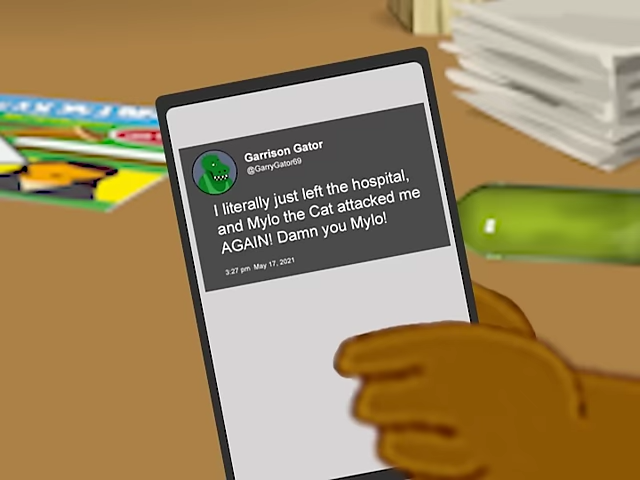 Garrison Gator
@GarryGator69
I literally just left the hospital,
and Mylo the Cat attacked me
AGAIN! Damn you Mylo!
3:27 pm May 17, 2021